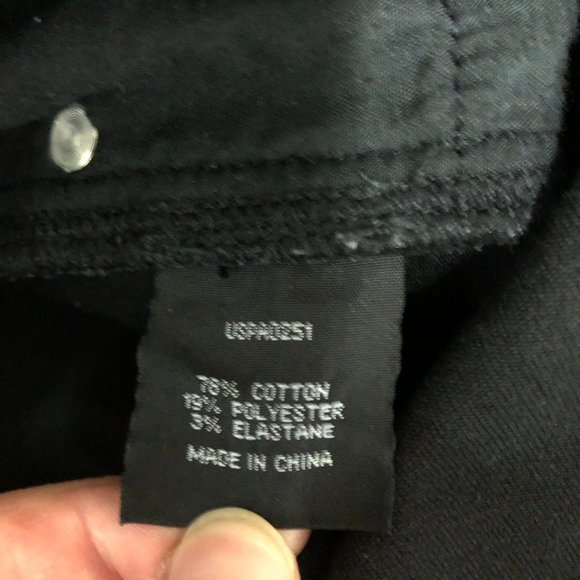 USPA0251
78% COTTON
19% POLYESTER
3% ELASTANE
MADE IN CHINA